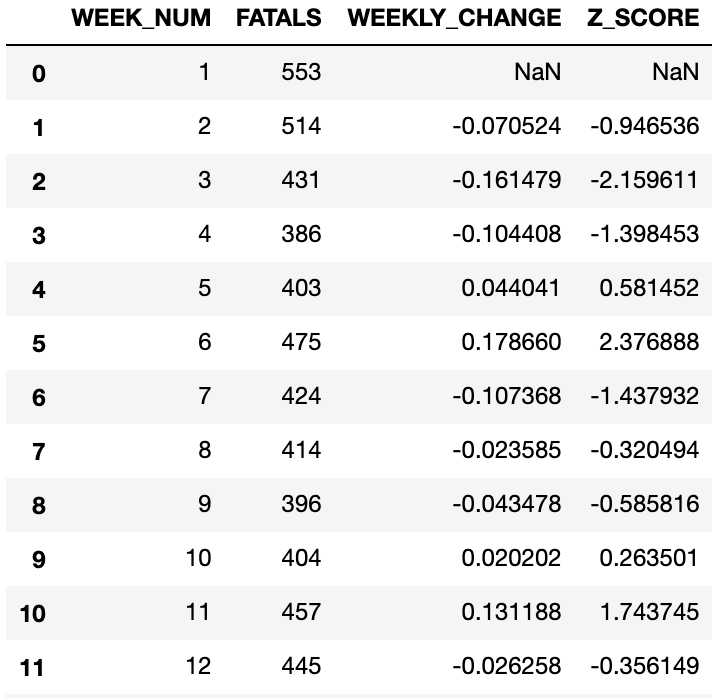 WEEK_NUM FATALS WEEKLY_CHANGE Z_SCORE
0 1 553 NaN NaN
1 2 514 -0.070524 -0.946536
2 3 431 -0.161479 -2.159611
3 4 386 -0.104408 -1.398453
4 5 403 0.044041 0.581452
5 6 475 0.178660 2.376888
6 7 424 -0.107368 -1.437932
7 8 414 -0.023585 -0.320494
8 9 396 -0.043478 -0.585816
9 10 404 0.020202 0.263501
10 11 457 0.131188 1.743745
11 12 445 -0.026258 -0.356149